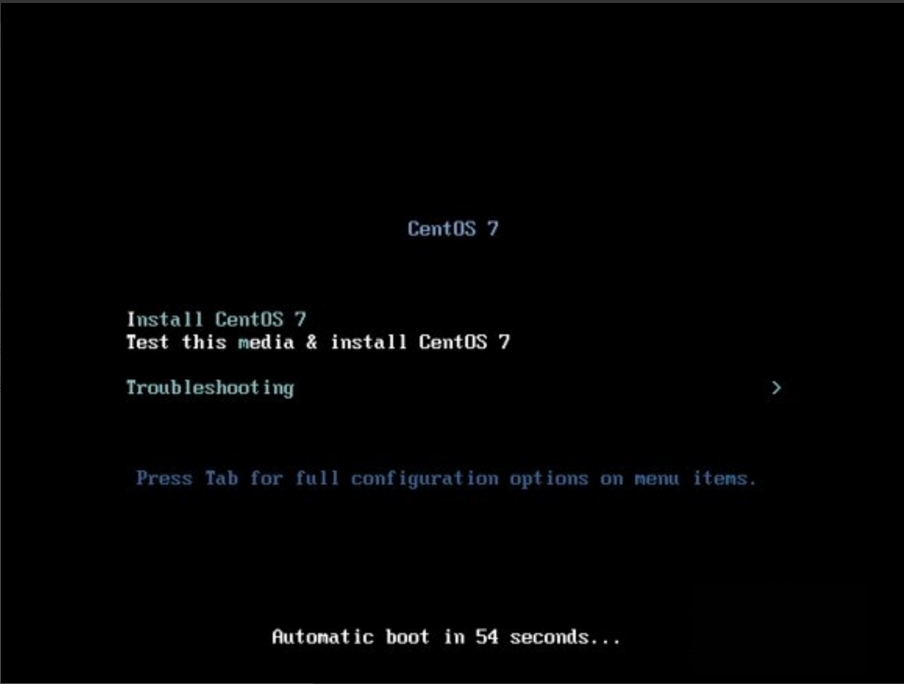 CentOS 7
Install CentOS 7
Test this media & install CentOS 7
Troubleshooting >
Press Tab for full configuration options on menu items.
Automatic boot in 54 seconds...